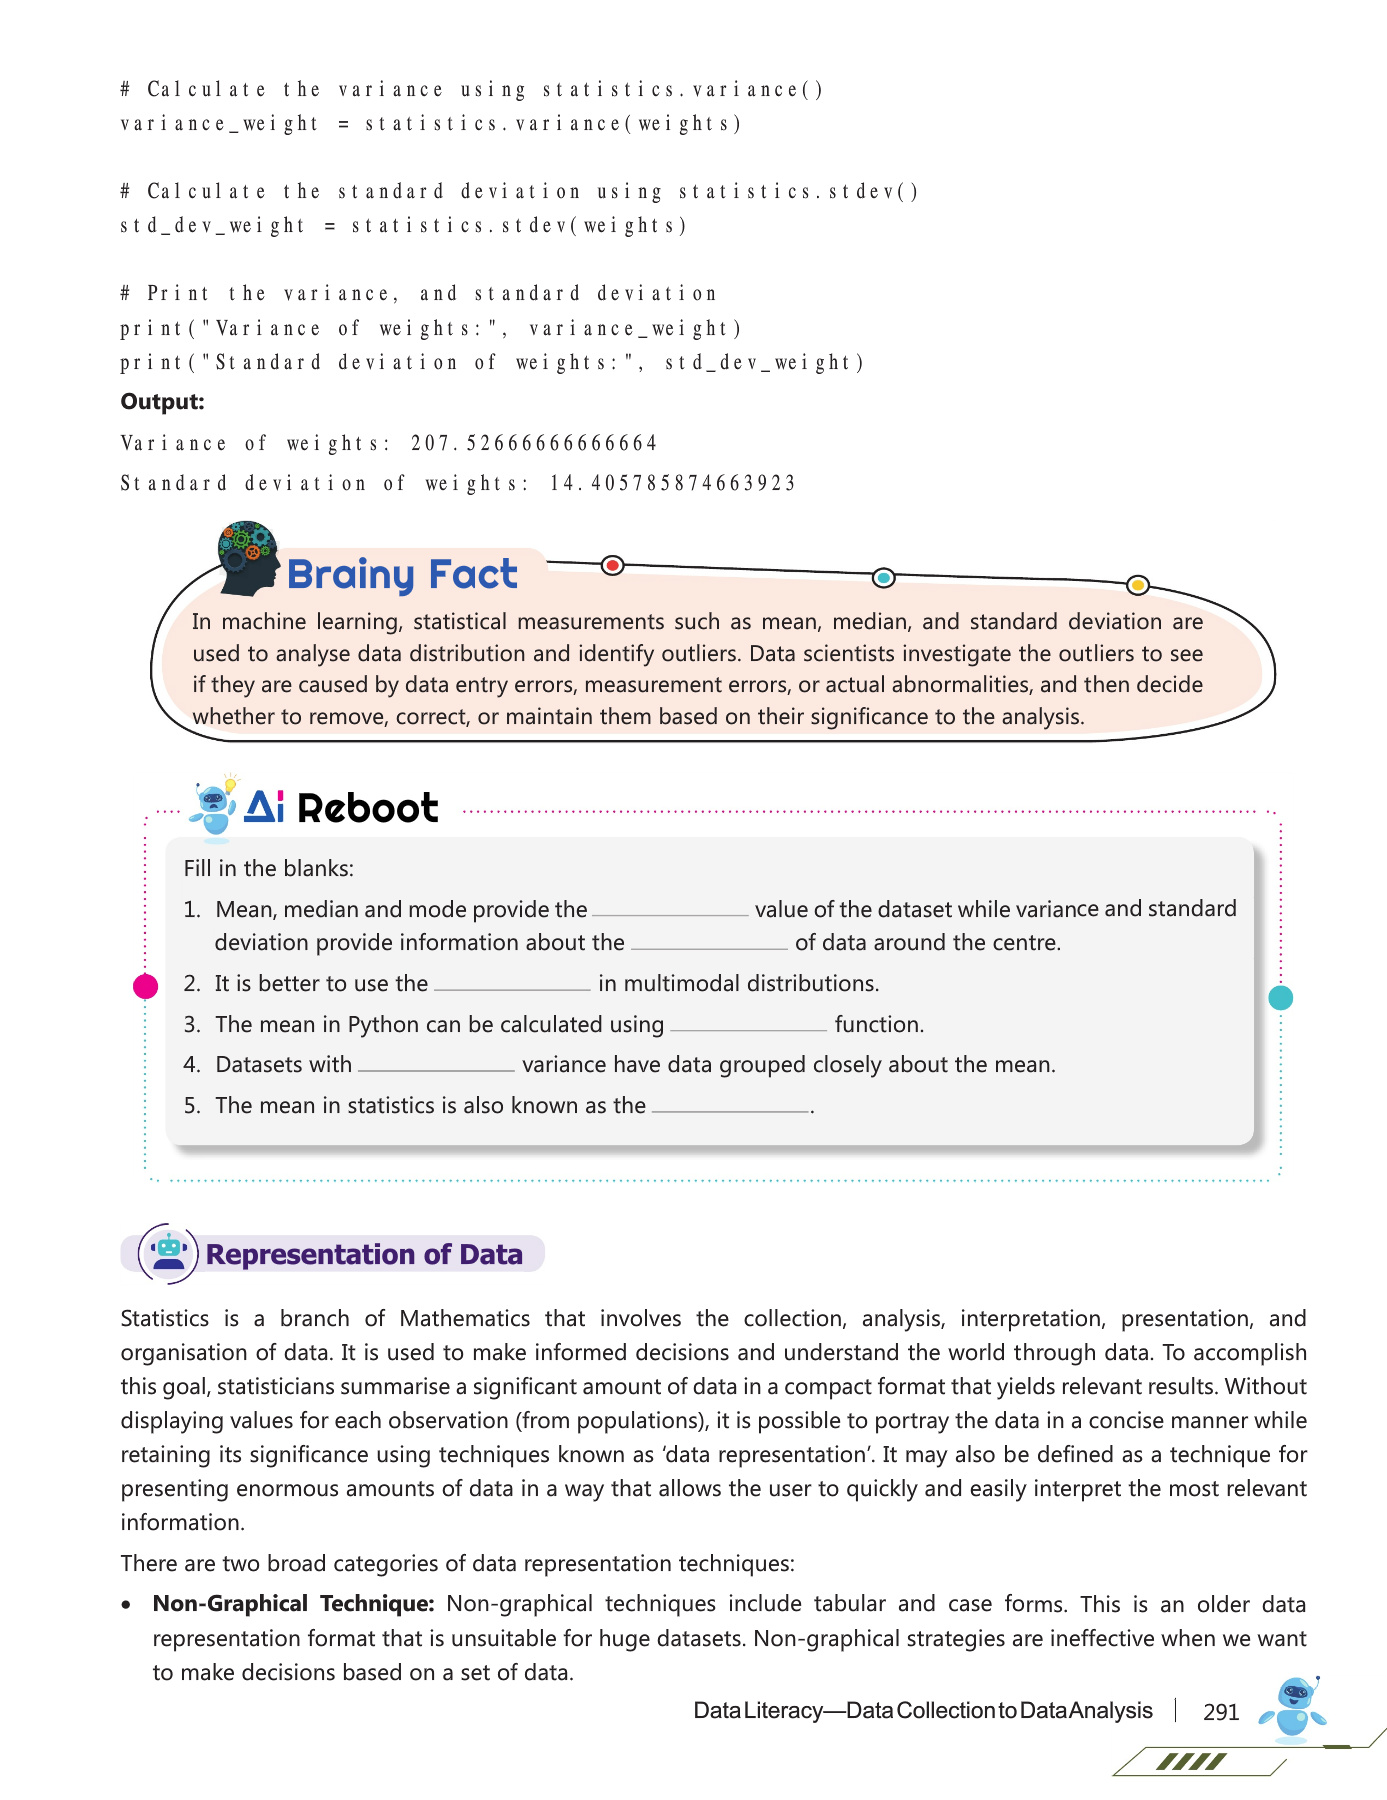 # Calculate the variance using statistics.variance()
variance_weight = statistics.variance(weights)
# Calculate the standard deviation using statistics.stdev()
std_dev_weight = statistics.stdev(weights)
# Print the variance, and standard deviation
print("Variance of weights:", variance_weight)
print("Standard deviation of weights:", std_dev_weight)
Output:
Variance of weights: 207.52666666666664
Standard deviation of weights: 14.405785874663923
Brainy Fact
In machine learning, statistical measurements such as mean, median, and standard deviation are
used to analyse data distribution and identify outliers. Data scientists investigate the outliers to see
if they are caused by data entry errors, measurement errors, or actual abnormalities, and then decide
whether to remove, correct, or maintain them based on their significance to the analysis.
Ai Reboot
Fill in the blanks:
1. Mean, median and mode provide the ____________ value of the dataset while variance and standard
deviation provide information about the ____________ of data around the centre.
2. It is better to use the ____________ in multimodal distributions.
3. The mean in Python can be calculated using ____________ function.
4. Datasets with ____________ variance have data grouped closely about the mean.
5. The mean in statistics is also known as the ____________.
Representation of Data
Statistics is a branch of Mathematics that involves the collection, analysis, interpretation, presentation, and
organisation of data. It is used to make informed decisions and understand the world through data. To accomplish
this goal, statisticians summarise a significant amount of data in a compact format that yields relevant results. Without
displaying values for each observation (from populations), it is possible to portray the data in a concise manner while
retaining its significance using techniques known as ‘data representation’. It may also be defined as a technique for
presenting enormous amounts of data in a way that allows the user to quickly and easily interpret the most relevant
information.
There are two broad categories of data representation techniques:
• Non-Graphical Technique: Non-graphical techniques include tabular and case forms. This is an older data
representation format that is unsuitable for huge datasets. Non-graphical strategies are ineffective when we want
to make decisions based on a set of data.
Data Literacy—Data Collection to Data Analysis 291